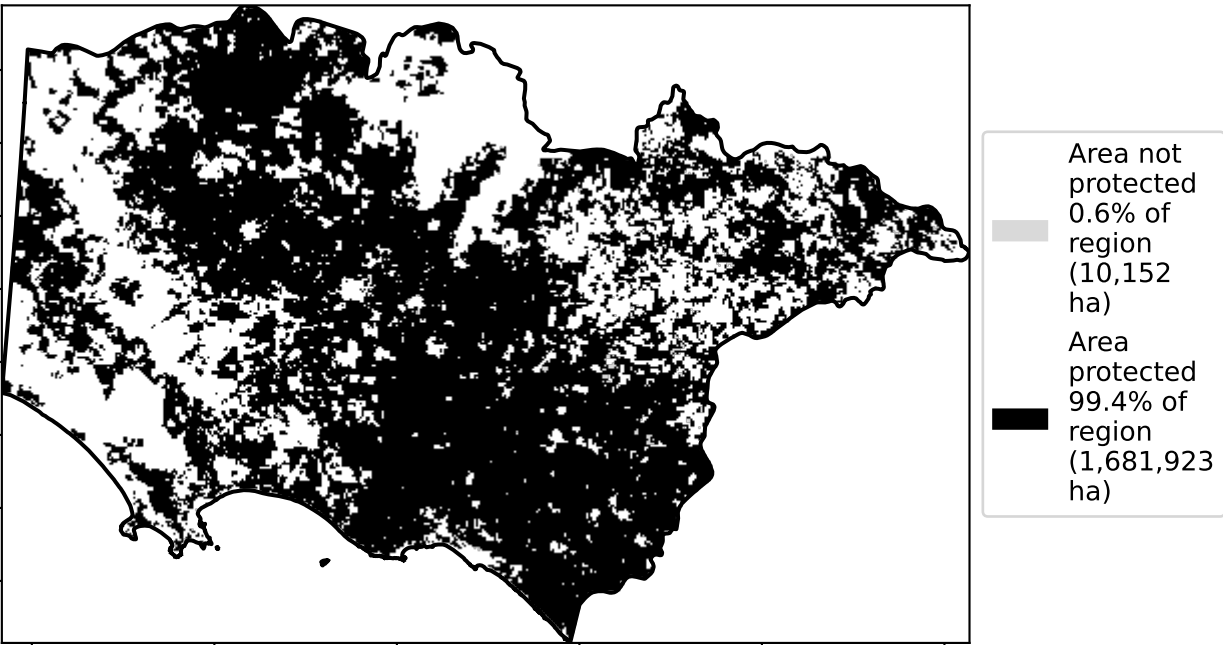 Area not
protected
0.6% of
region
(10,152
ha)
Area
protected
99.4% of
region
(1,681,923
ha)